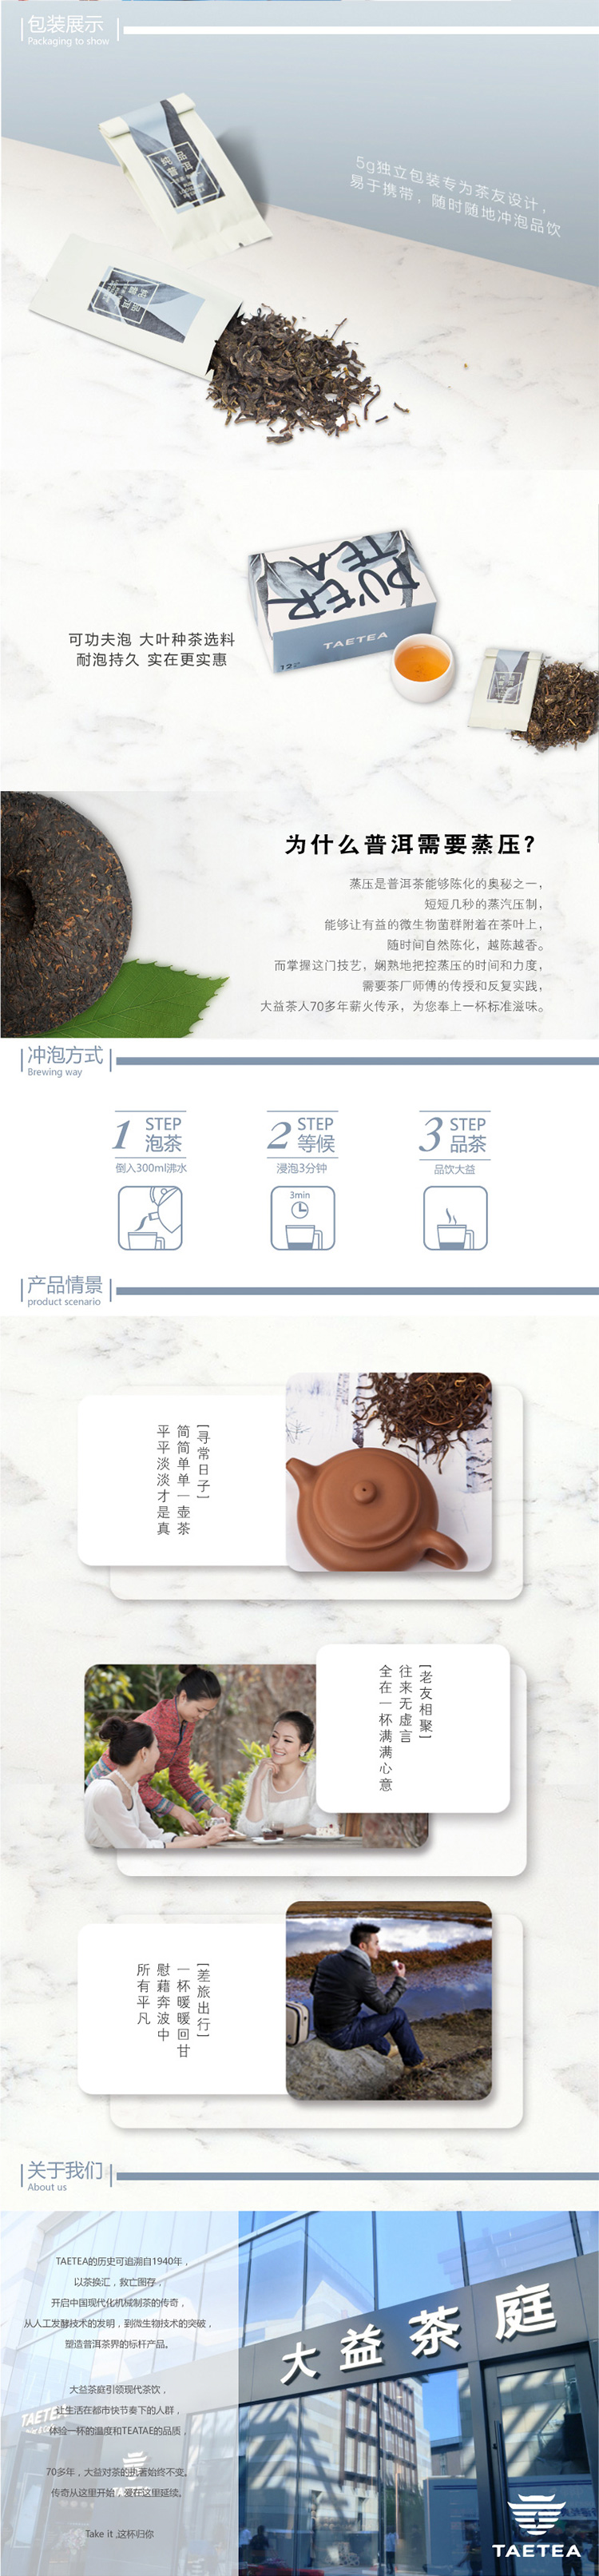 包装展示
Packaging to show
纯品
普洱
5g独立包装专为茶友设计，
易于携带，随时随地冲泡品饮
PU'ER
TEA
TAETEA
12
可功夫泡 大叶种茶选料
耐泡持久 实在更实惠
为什么普洱需要蒸压？
蒸压是普洱茶能够陈化的奥秘之一，
短短几秒的蒸汽压制，
能够让有益的微生物菌群附着在茶叶上，
随时间自然陈化，越陈越香。
而掌握这门技艺，娴熟地把控蒸压的时间和力度，
需要茶厂师傅的传授和反复实践，
大益茶人70多年薪火传承，为您奉上一杯标准滋味。
冲泡方式
Brewing way
1 STEP 泡茶
倒入300ml沸水
2 STEP 等候
浸泡3分钟
3min
3 STEP 品茶
品饮大益
产品情景
product scenario
[寻常日子]
简简单单一壶茶
平平淡淡才是真
[老友相聚]
往来无虚言
全在一杯满满心意
[差旅出行]
一杯暖暖回甘
慰藉奔波中
所有平凡
关于我们
About us
TAETEA的历史可追溯自1940年，
以茶换汇，救亡图存，
开启中国现代化机械制茶的传奇，
从人工发酵技术的发明，到微生物技术的突破，
塑造普洱茶界的标杆产品。
大益茶庭引领现代茶饮，
让生活在都市快节奏下的人群，
体验一杯的温度和TEATAE的品质，
70多年，大益对茶的执著始终不变。
传奇从这里开始，爱在这里延续。
Take it ,这杯归你
大益茶庭
TAETEA